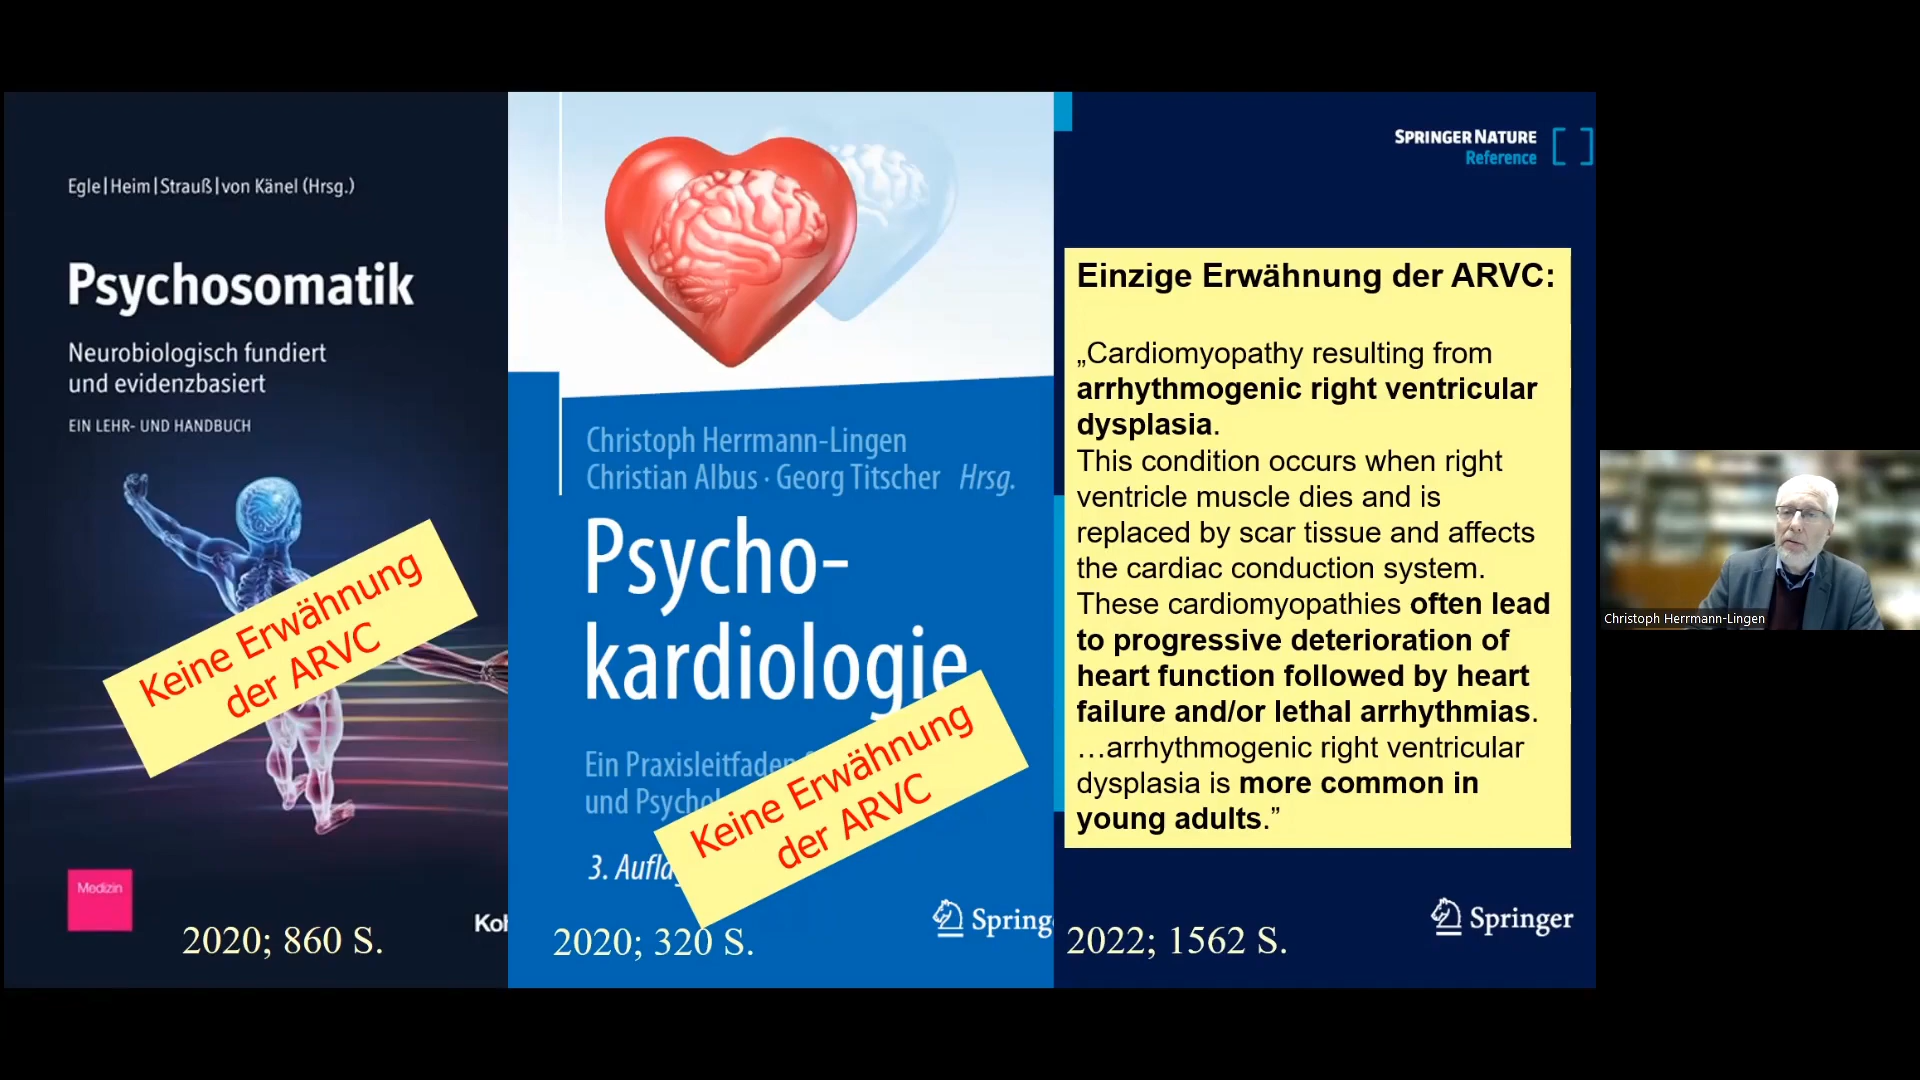 Egle|Heim|Strauß|von Känel (Hrsg.)
Psychosomatik
Neurobiologisch fundiert
und evidenzbasiert
EIN LEHR- UND HANDBUCH
Keine Erwähnung
der ARVC
Medizin
2020; 860 S.
Christoph Herrmann-Lingen
Christian Albus · Georg Titscher Hrsg.
Psycho-
kardiologie
Ein Praxisleitfaden
und
3.
Keine Erwähnung
der ARVC
2020; 320 S.
SPRINGER NATURE
Reference
Einzige Erwähnung der ARVC:
„Cardiomyopathy resulting from
arrhythmogenic right ventricular
dysplasia.
This condition occurs when right
ventricle muscle dies and is
replaced by scar tissue and affects
the cardiac conduction system.
These cardiomyopathies often lead
to progressive deterioration of
heart function followed by heart
failure and/or lethal arrhythmias.
…arrhythmogenic right ventricular
dysplasia is more common in
young adults.”
Springer
2022; 1562 S.
Christoph Herrmann-Lingen